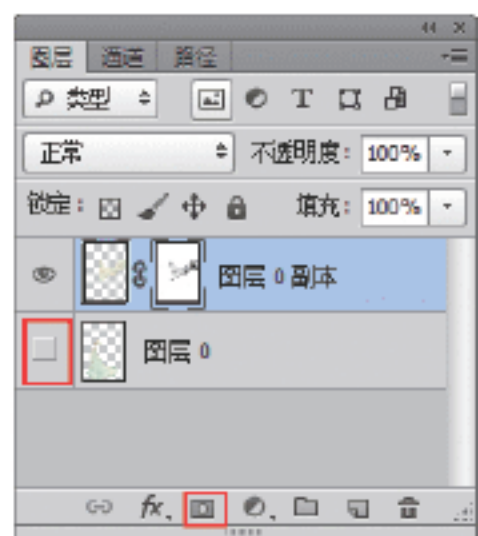 图层 通道 路径
类型 T
正常 不透明度: 100%
锁定: 填充: 100%
图层 0 副本
图层 0
fx.